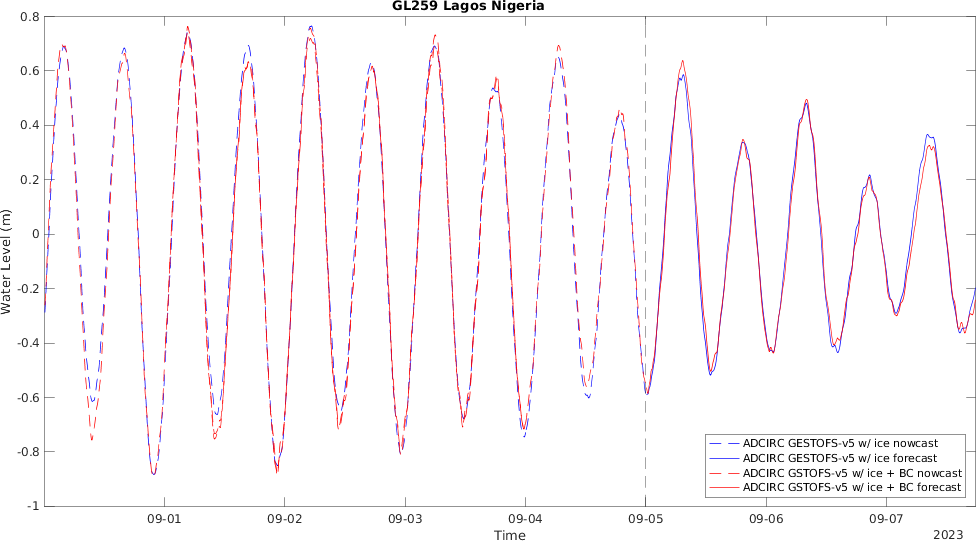 GL259 Lagos Nigeria
0.8
0.6
0.4
0.2
0
-0.2
-0.4
-0.6
-0.8
-1
Water Level (m)
ADCIRC GESTOFS-v5 w/ ice nowcast
ADCIRC GESTOFS-v5 w/ ice forecast
ADCIRC GSTOFS-v5 w/ ice + BC nowcast
ADCIRC GSTOFS-v5 w/ ice + BC forecast
09-01 09-02 09-03 09-04 09-05 09-06 09-07
Time
2023